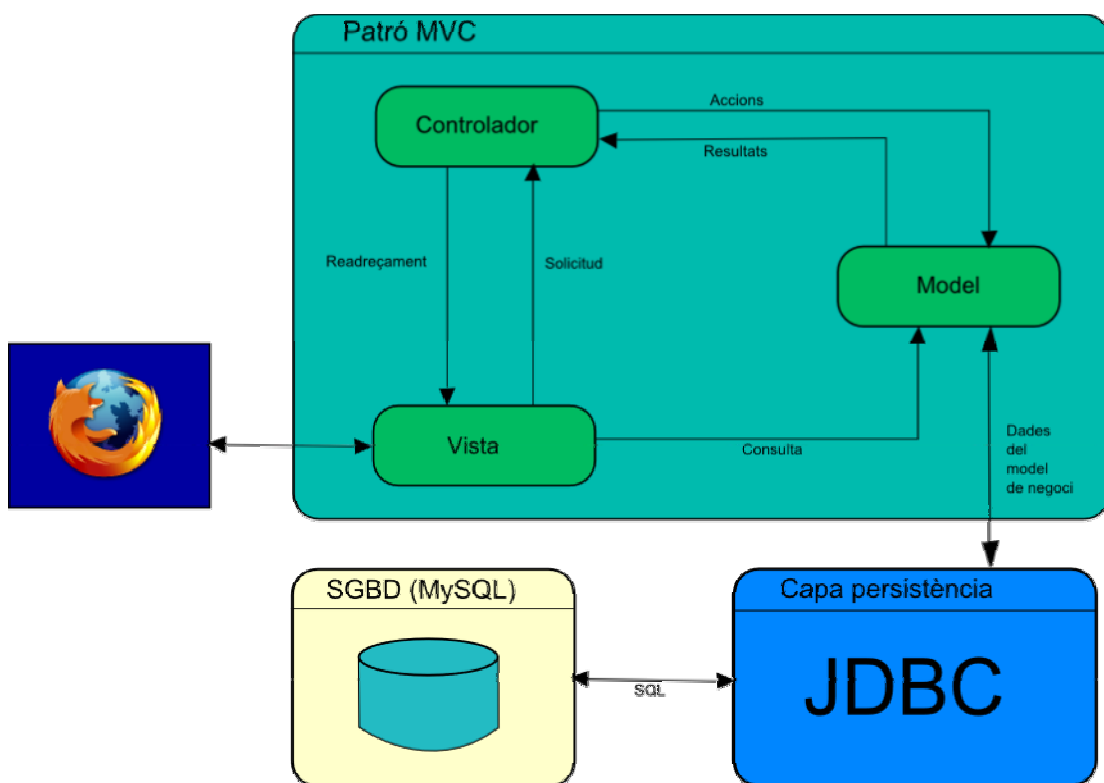 Patró MVC
Controlador
Accions
Resultats
Readreçament
Solicitud
Model
Vista
Consulta
Dades
del
model
de negoci
SGBD (MySQL)
SQL
Capa persistència
JDBC